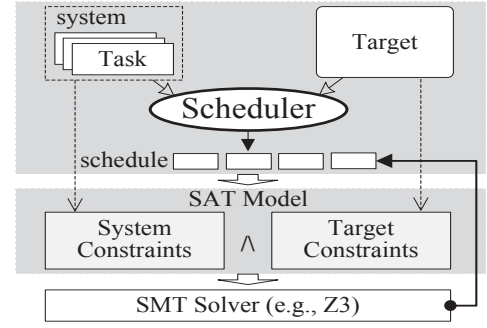 system
Task
Target
Scheduler
schedule
SAT Model
System
Constraints
∧
Target
Constraints
SMT Solver (e.g., Z3)